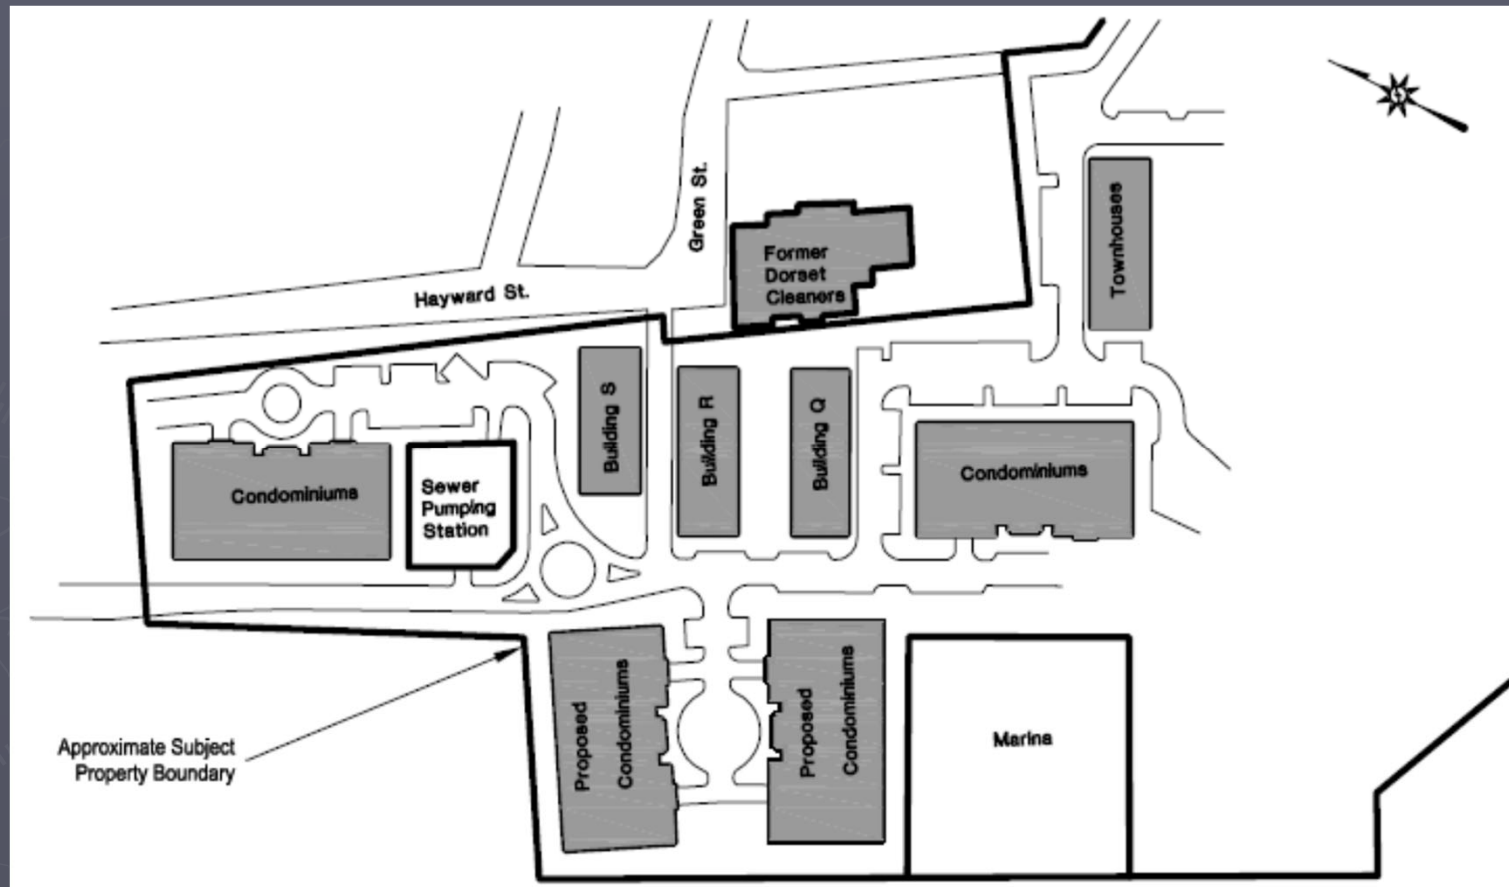 Green St.
Hayward St.
Former
Dorset
Cleaners
Townhouses
Building S
Building R
Building Q
Condominiums
Sewer
Pumping
Station
Condominiums
Proposed
Condominiums
Proposed
Condominiums
Marina
Approximate Subject
Property Boundary